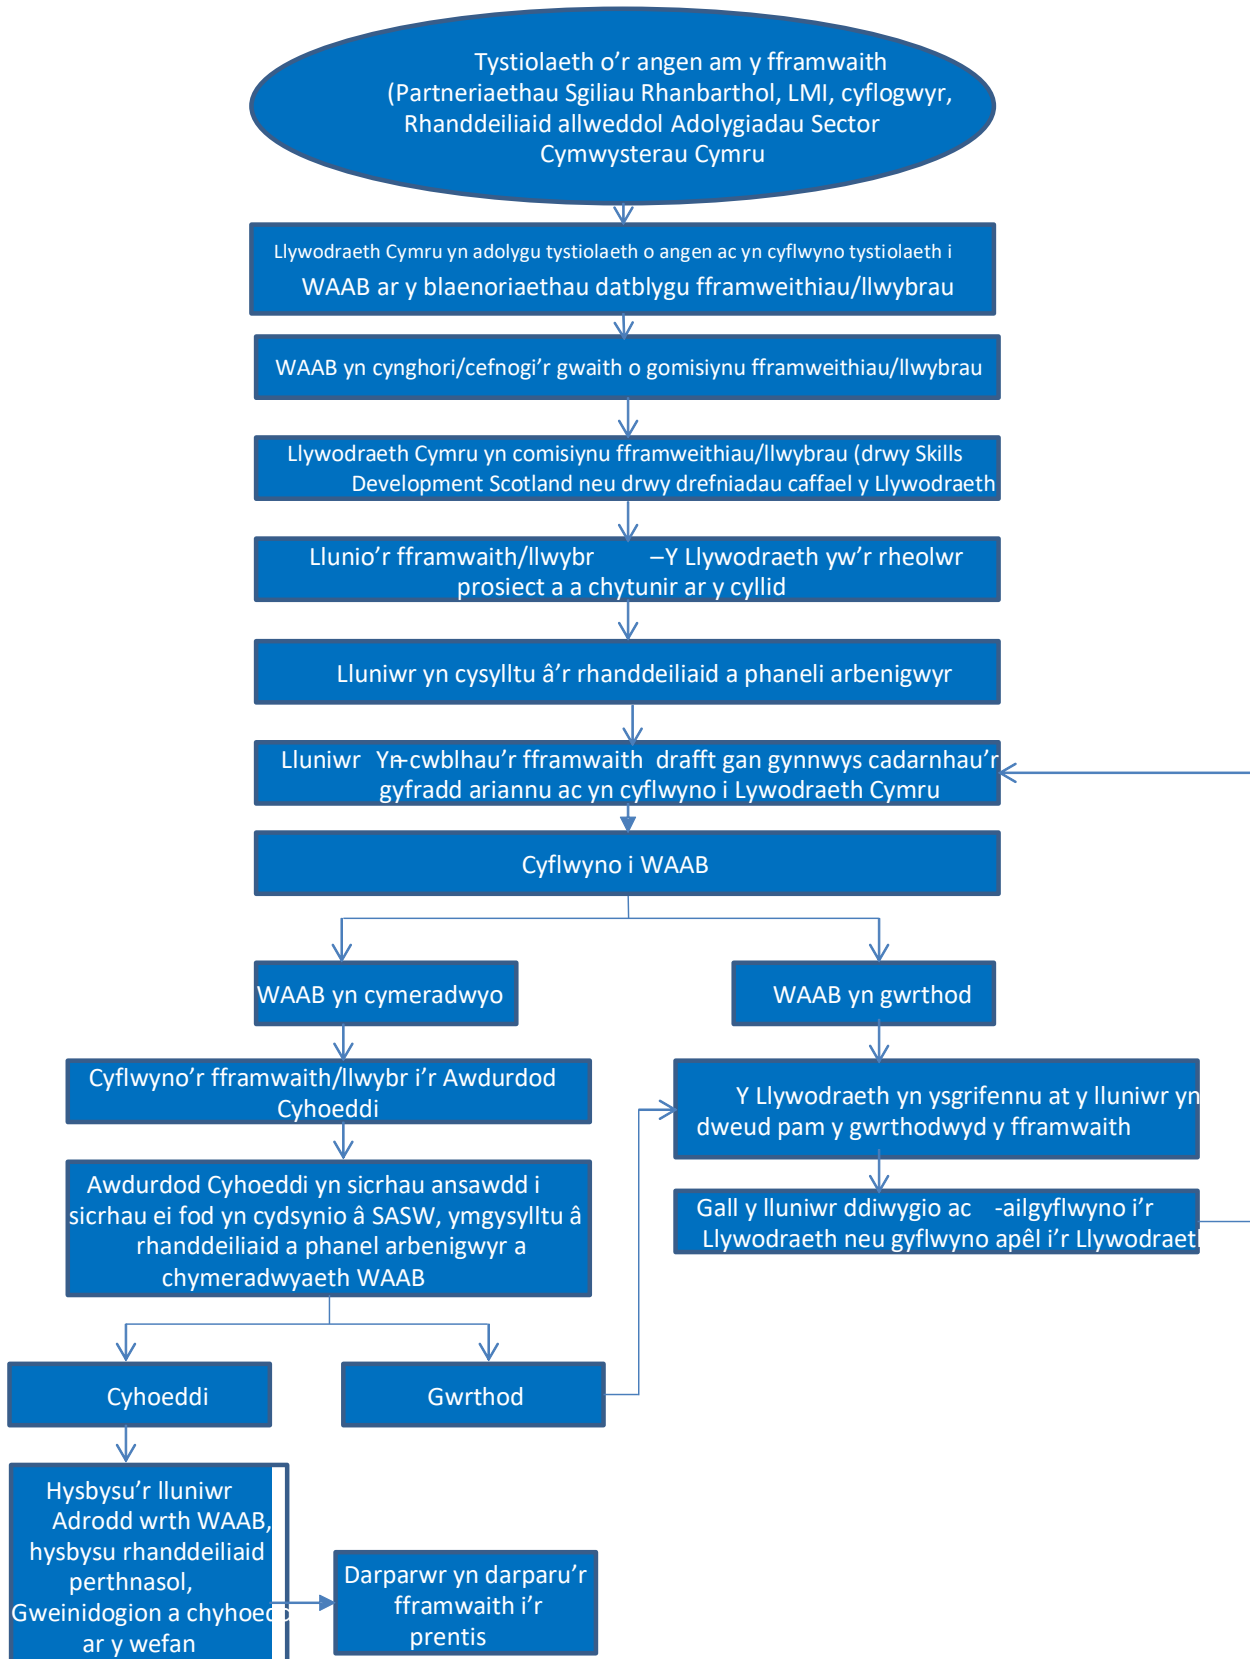 Tystiolaeth o’r angen am y fframwaith
(Partneriaethau Sgiliau Rhanbarthol, LMI, cyflogwyr,
Rhanddeiliaid allweddol Adolygiadau Sector
Cymwysterau Cymru
Llywodraeth Cymru yn adolygu tystiolaeth o angen ac yn cyflwyno tystiolaeth i
WAAB ar y blaenoriaethau datblygu fframweithiau/llwybrau
WAAB yn cynghori/cefnogi’r gwaith o gomisiynu fframweithiau/llwybrau
Llywodraeth Cymru yn comisiynu fframweithiau/llwybrau (drwy Skills
Development Scotland neu drwy drefniadau caffael y Llywodraeth
Llunio’r fframwaith/llwybr –Y Llywodraeth yw’r rheolwr
prosiect a a chytunir ar y cyllid
Lluniwr yn cysylltu â’r rhanddeiliaid a phaneli arbenigwyr
Lluniwr Yn-cwblhau’r fframwaith drafft gan gynnwys cadarnhau’r
gyfradd ariannu ac yn cyflwyno i Lywodraeth Cymru
Cyflwyno i WAAB
WAAB yn cymeradwyo
WAAB yn gwrthod
Cyflwyno’r fframwaith/llwybr i’r Awdurdod
Cyhoeddi
Y Llywodraeth yn ysgrifennu at y lluniwr yn
dweud pam y gwrthodwyd y fframwaith
Awdurdod Cyhoeddi yn sicrhau ansawdd i
sicrhau ei fod yn cydsynio â SASW, ymgysylltu â
rhanddeiliaid a phanel arbenigwyr a
chymeradwyaeth WAAB
Gall y lluniwr ddiwygio ac -ailgyflwyno i’r
Llywodraeth neu gyflwyno apêl i’r Llywodraeth
Cyhoeddi
Gwrthod
Hysbysu’r lluniwr
Adrodd wrth WAAB,
hysbysu rhanddeiliaid
perthnasol,
Gweinidogion a chyhoeddi
ar y wefan
Darparwr yn darparu’r
fframwaith i’r
prentis